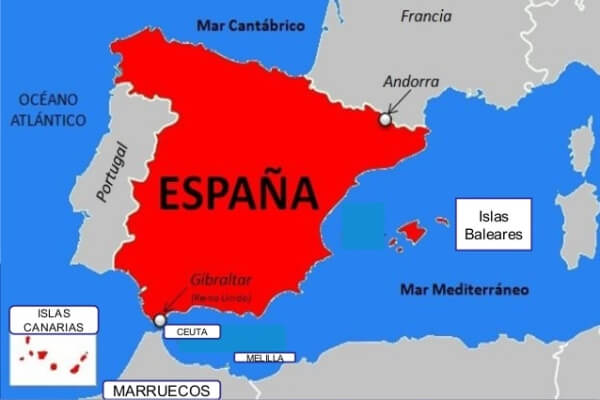 Mar Cantábrico
Francia
Andorra
OCÉANO
ATLÁNTICO
Portugal
ESPAÑA
Islas
Baleares
Gibraltar
(Reino Unido)
Mar Mediterráneo
ISLAS
CANARIAS
CEUTA
MELILLA
MARRUECOS